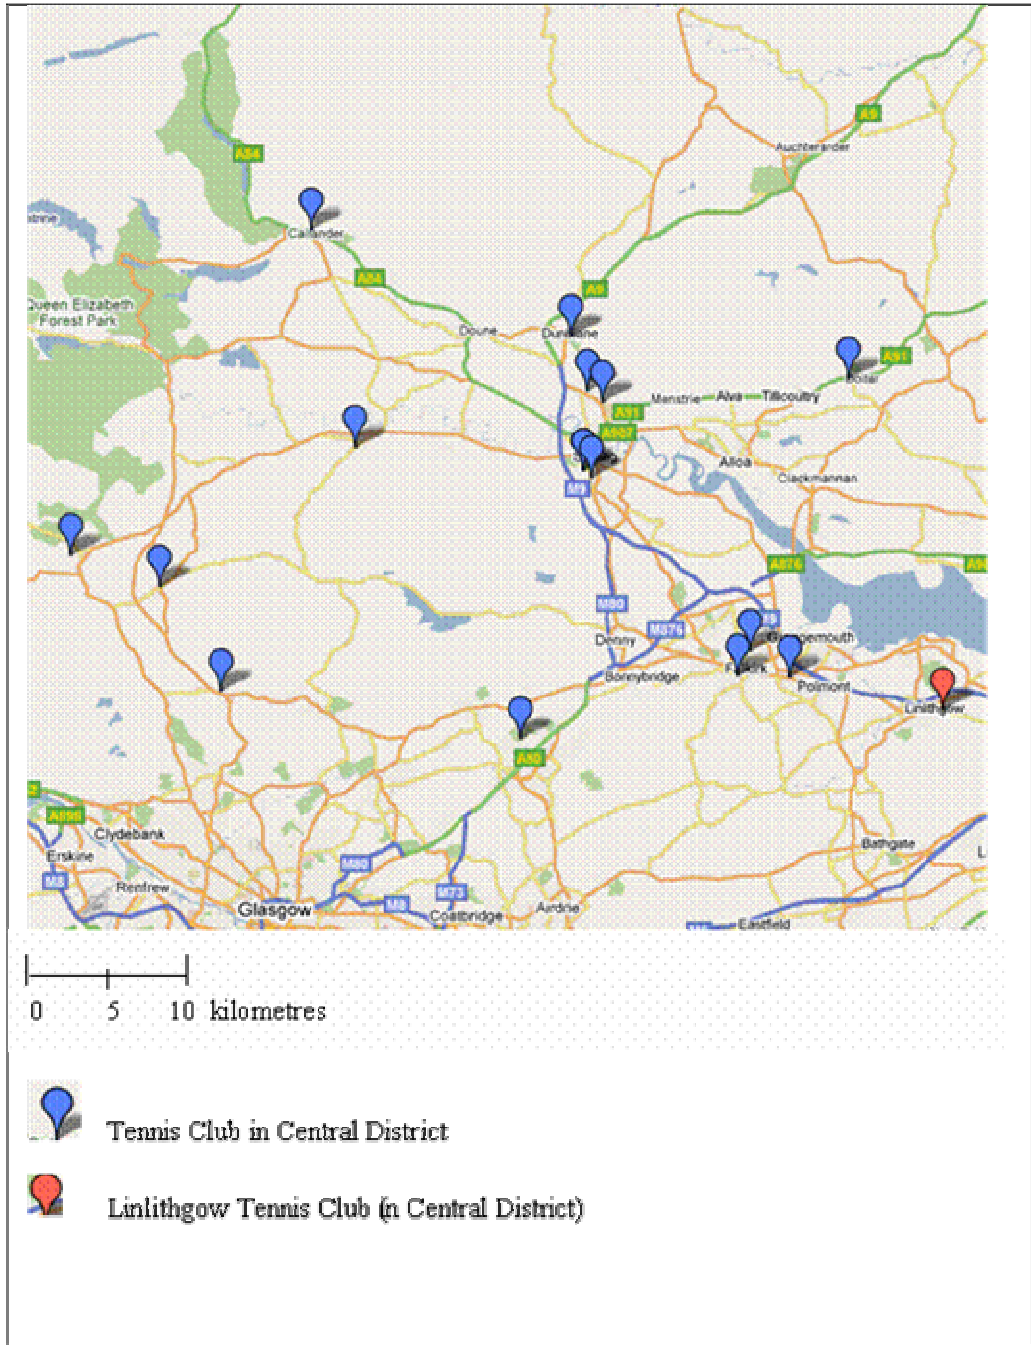 A9
Auchterarder
A84
Callander
A84
A9
Queen Elizabeth
Forest Park
Doune
Dunblane
A91
Dollar
Menstrie
Alva
Tillicoultry
A91
A907
Alloa
Clackmannan
M9
A876
M80
M876
Denny
Grangemouth
Falkirk
Bonnybridge
Polmont
Linlithgow
A80
A898
Clydebank
Erskine
Bathgate
M80
M8
Renfrew
M73
M8
Glasgow
Coatbridge
Airdrie
Eastfield
0 5 10 kilometres
Tennis Club in Central District
Linlithgow Tennis Club (in Central District)